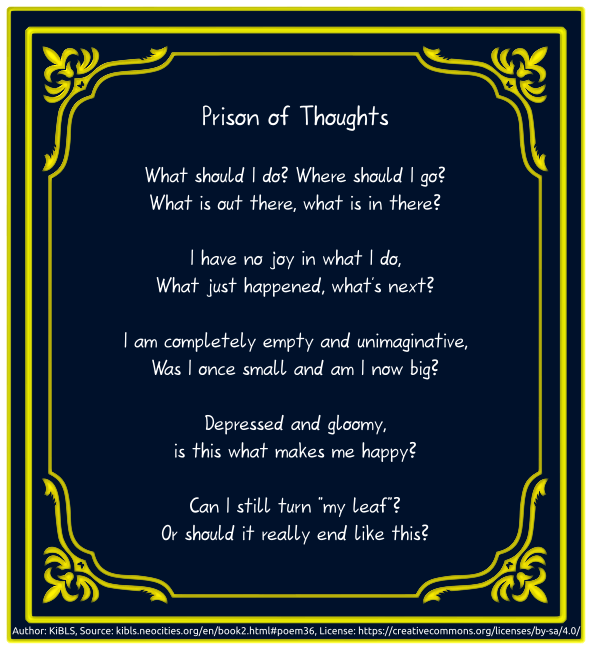 Prison of Thoughts
What should I do? Where should I go?
What is out there, what is in there?
I have no joy in what I do,
What just happened, what's next?
I am completely empty and unimaginative,
Was I once small and am I now big?
Depressed and gloomy,
is this what makes me happy?
Can I still turn "my leaf"?
Or should it really end like this?
Author: KiBLS, Source: kibls.neocities.org/en/book2.html#poem36, License: https://creativecommons.org/licenses/by-sa/4.0/